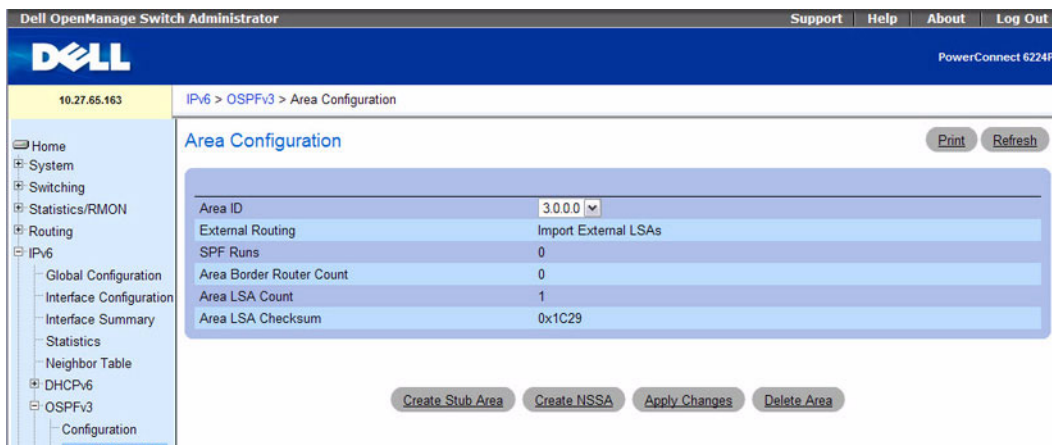 Dell OpenManage Switch Administrator
Support Help About Log Out
DELL
PowerConnect 6224P
10.27.65.163
IPv6 > OSPFv3 > Area Configuration
Home
System
Switching
Statistics/RMON
Routing
IPv6
Global Configuration
Interface Configuration
Interface Summary
Statistics
Neighbor Table
DHCPv6
OSPFv3
Configuration
Area Configuration
Print Refresh
Area ID 3.0.0.0
External Routing Import External LSAs
SPF Runs 0
Area Border Router Count 0
Area LSA Count 1
Area LSA Checksum 0x1C29
Create Stub Area Create NSSA Apply Changes Delete Area